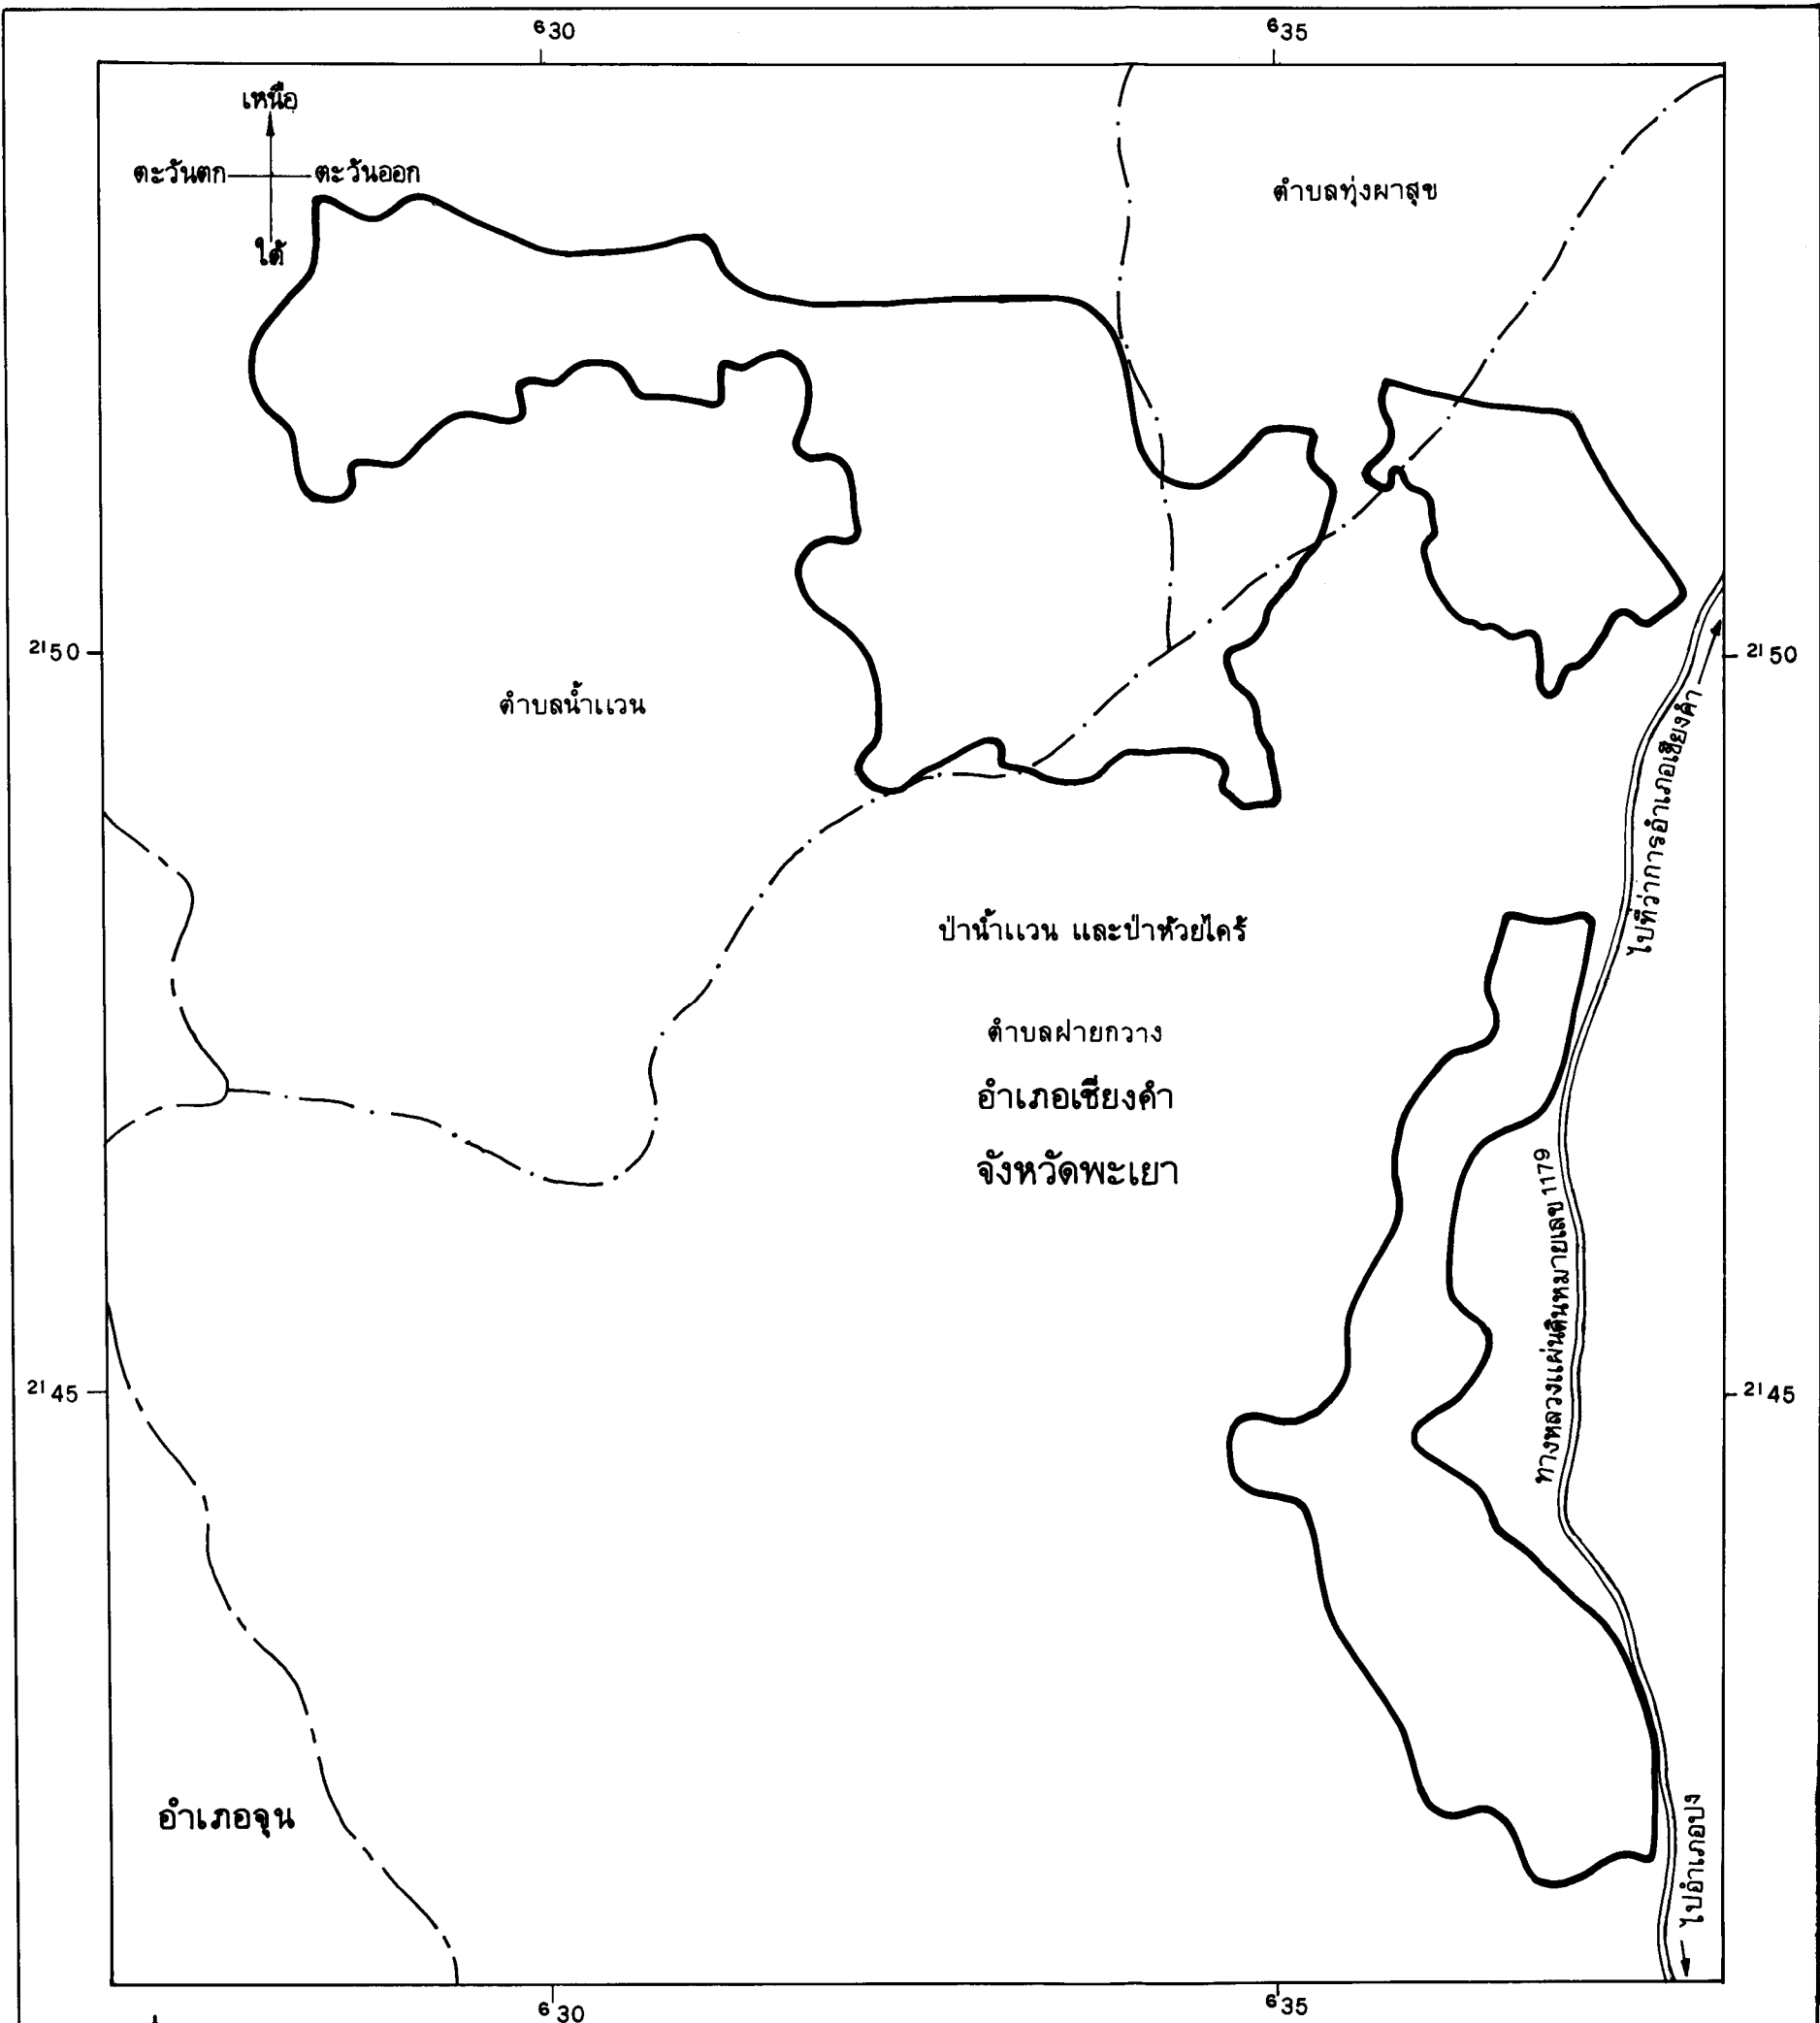 630
635
เหนือ
ตะวันตก
ตะวันออก
ใต้
ตำบลทุ่งผาสุข
2150
2150
ตำบลน้ำแวน
ไปที่ว่าการอำเภอเชียงคำ
ป่าน้ำแวน และป่าห้วยไคร้
ตำบลฝายกวาง
อำเภอเชียงคำ
จังหวัดพะเยา
ทางหลวงแผ่นดินหมายเลข 1179
2145
2145
อำเภอจุน
ไปอำเภอปง
630
635